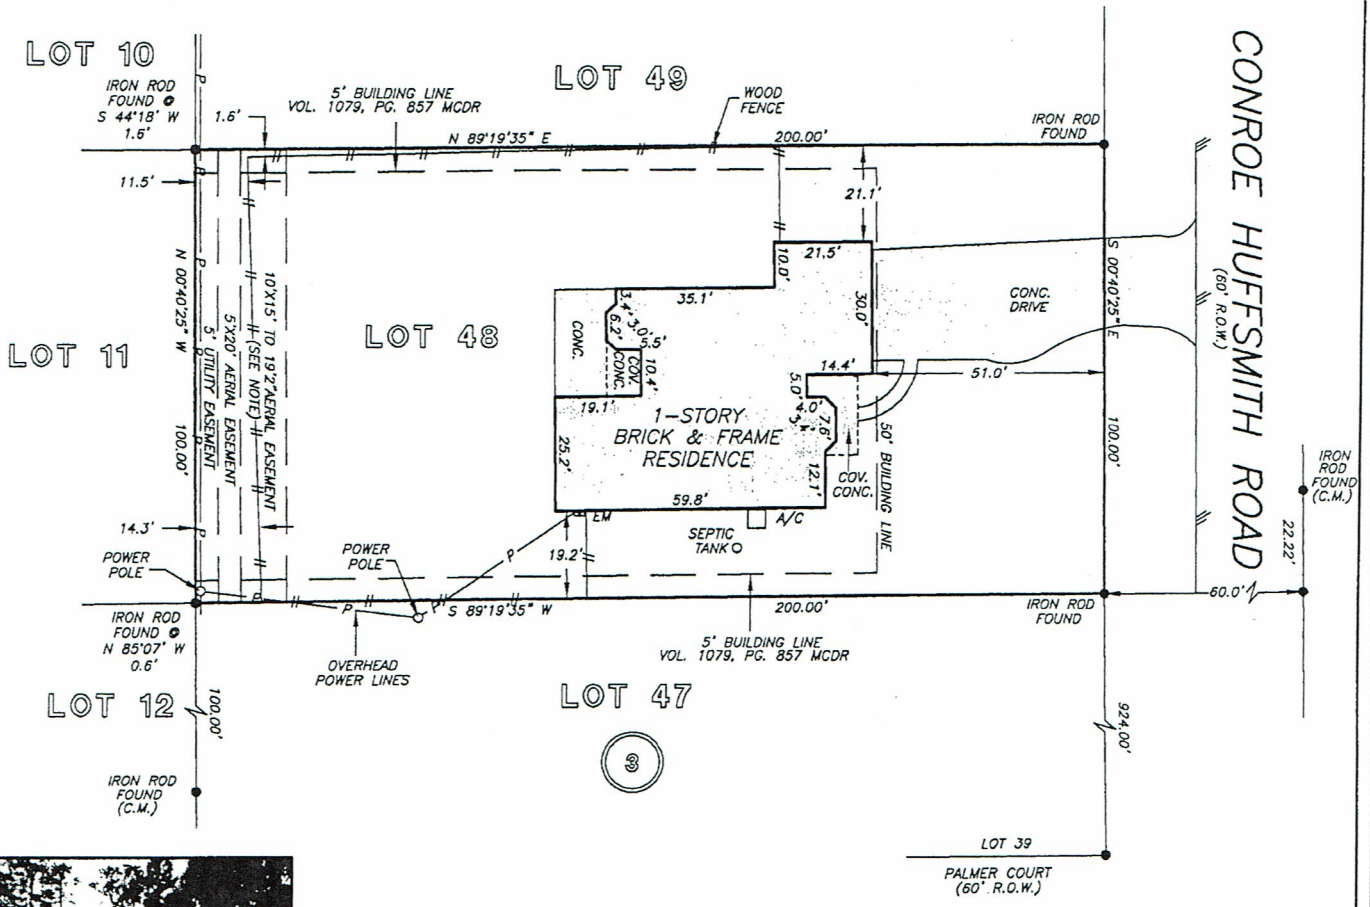 LOT 10
IRON ROD
FOUND @
S 44°18' W
1.6'
1.6'
5' BUILDING LINE
VOL. 1079, PG. 857 MCDR
LOT 49
WOOD
FENCE
IRON ROD
FOUND
N 89°19'35" E
200.00'
CONROE HUFFSMITH ROAD
(60' R.O.W.)
11.5'
21.1'
N 00°40'25" W
100.00'
5' UTILITY EASEMENT
5'X20' AERIAL EASEMENT
(SEE NOTE)
10'X15' TO 19'2" AERIAL EASEMENT
LOT 11
LOT 48
21.5'
10.0'
35.1'
30.0'
CONC.
DRIVE
S 00°40'25" E
100.00'
3.4'
3.0'
6.2'
5.5'
CONC.
COV.
CONC.
10.4'
19.1'
14.4'
51.0'
5.0'
4.0'
7.6'
1-STORY
BRICK & FRAME
RESIDENCE
25.2'
12.1'
COV.
CONC.
50' BUILDING LINE
59.8'
EM
A/C
SEPTIC
TANK
19.2'
14.3'
POWER
POLE
POWER
POLE
P
P
P
P
P
P
P
P
S 89°19'35" W
200.00'
IRON ROD
FOUND
60.0'
22.22'
IRON
ROD
FOUND
(C.M.)
IRON ROD
FOUND @
N 85°07' W
0.6'
OVERHEAD
POWER LINES
5' BUILDING LINE
VOL. 1079, PG. 857 MCDR
LOT 12
100.00'
LOT 47
3
924.00'
IRON ROD
FOUND
(C.M.)
LOT 39
PALMER COURT
(60' R.O.W.)